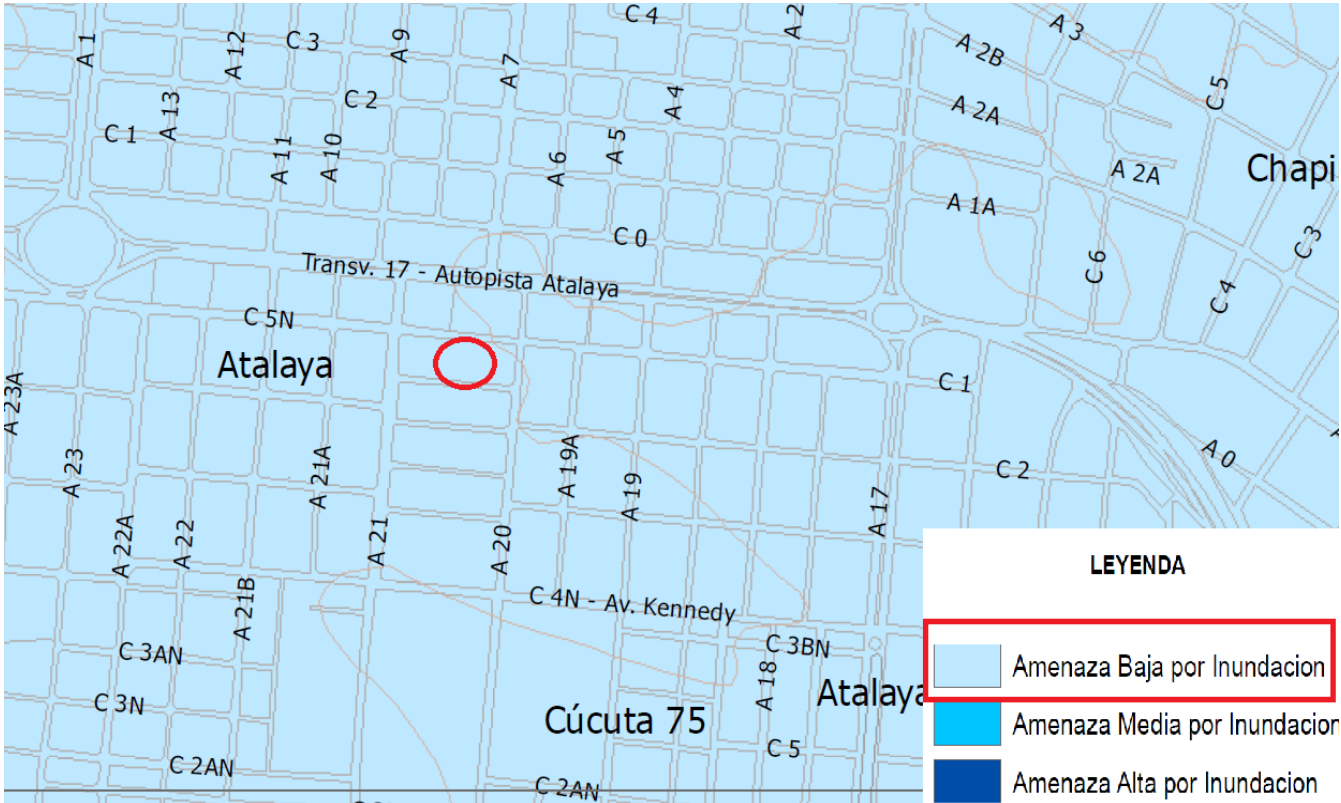 C 4
A 2
A 3
A 1
A 12
C 3
A 9
A 2B
A 7
C 5
A 13
C 2
A 4
A 2A
C 1
A 11
A 10
A 6
A 5
Chapi
A 2A
A 1A
C 0
C 3
C 6
Transv. 17 - Autopista Atalaya
C 4
C 5N
Atalaya
C 1
A 23A
A 0
A 23
A 21A
A 19A
A 19
C 2
A 17
A 22A
A 22
A 21
A 20
A 21B
C 4N - Av. Kennedy
C 3AN
C 3BN
A 18
C 3N
Atalaya
Cúcuta 75
C 5
C 2AN
C 2AN
LEYENDA
Amenaza Baja por Inundacion
Amenaza Media por Inundacion
Amenaza Alta por Inundacion